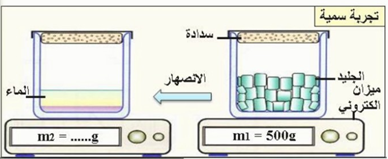 تجربة سمية
سدادة
الجليد
ميزان
الكتروني
الانصهار
الماء
m1 = 500g
m2 = ......g